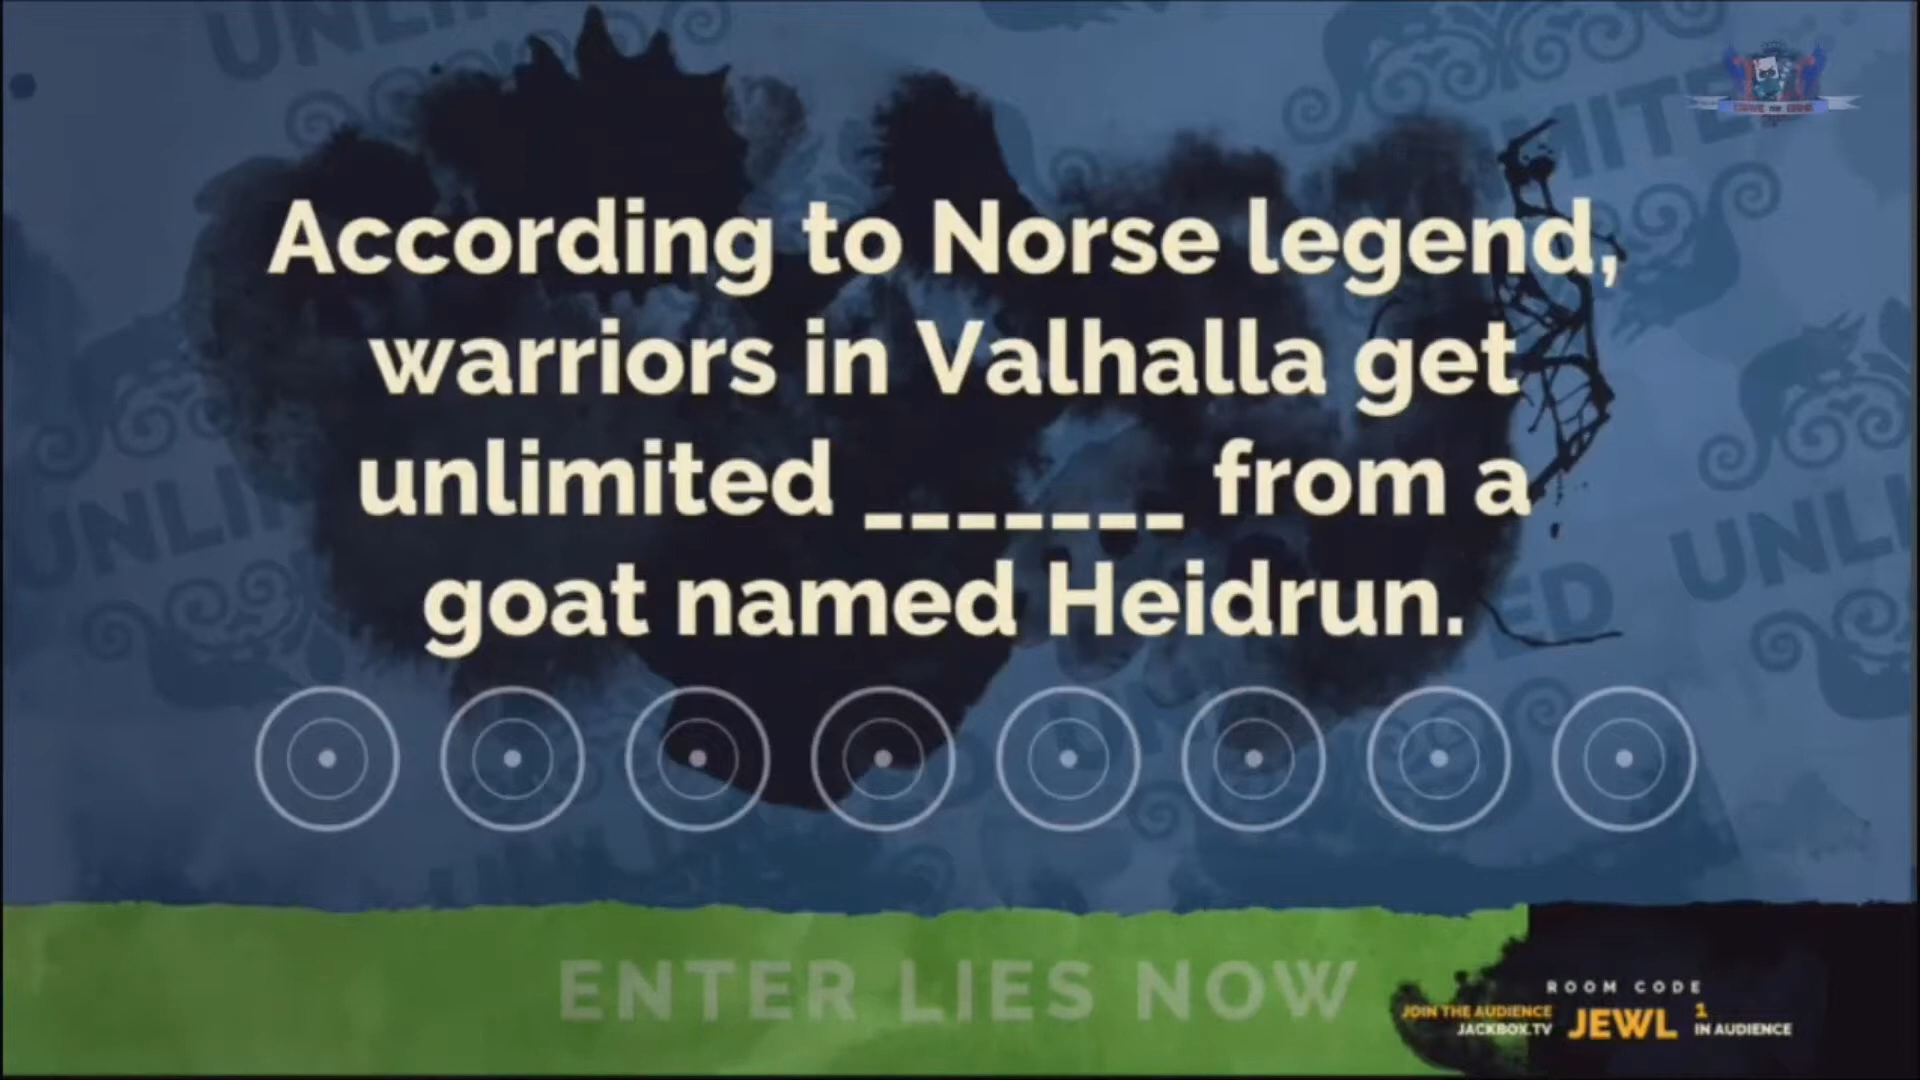 According to Norse legend,
warriors in Valhalla get
unlimited _______ from a
goat named Heidrun.
ENTER LIES NOW
ROOM CODE
JOIN THE AUDIENCE
JACKBOX.TV
JEWL
1
IN AUDIENCE
UNLIMITED